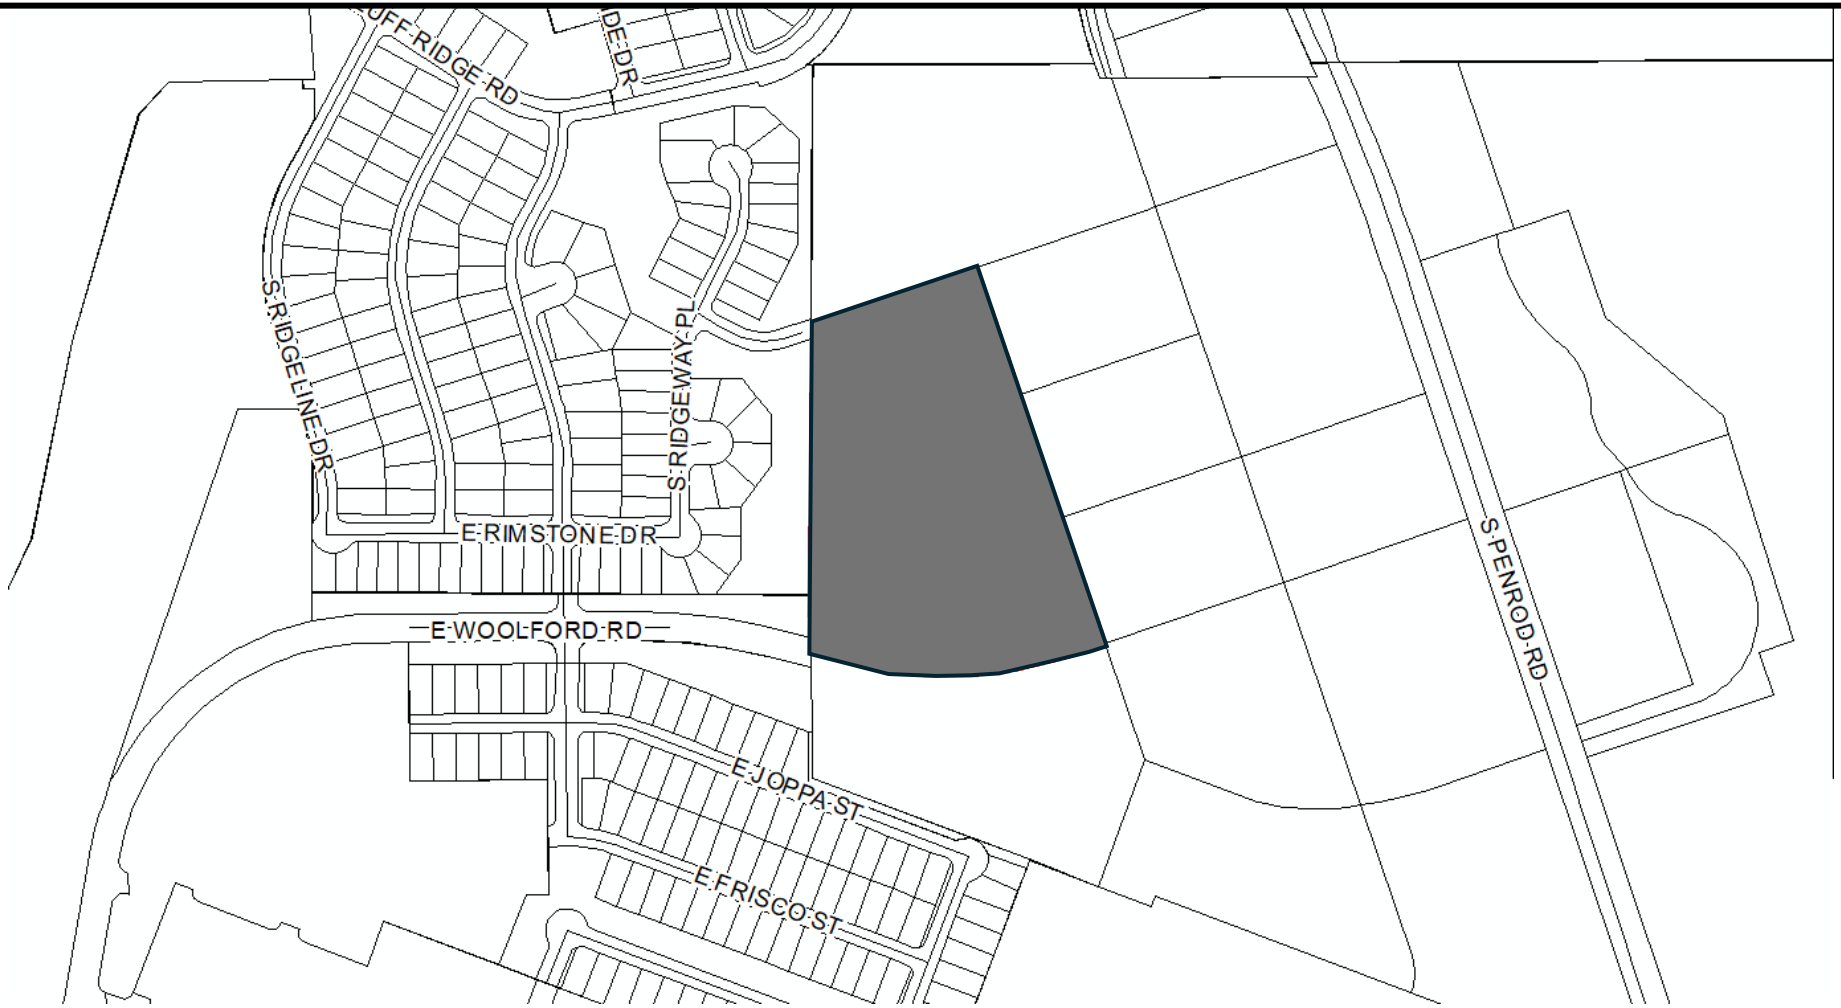 UFF RIDGE RD
DE DR
S RIDGELINE DR
S RIDGEWAY PL
E RIMSTONE DR
S PENROD RD
E WOOLFORD RD
E JOPPA ST
E FRISCO ST